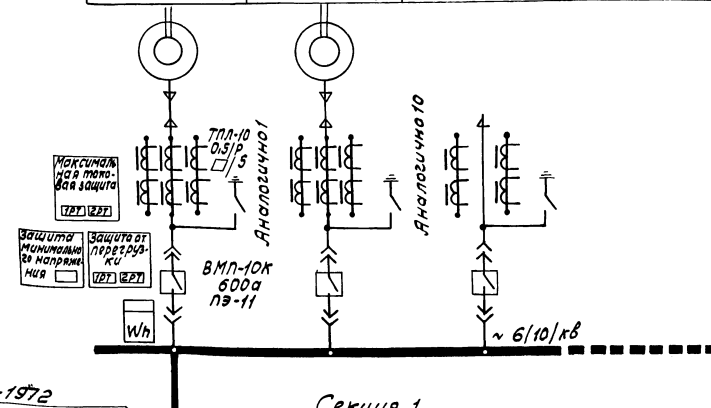 ТПЛ-10
0,5/Р
/5
Аналогично 1
Аналогично 10
Максималь
ная токо-
вая защита
1РТ 2РТ
Защита
минимально
го напряже-
ния
Защита от
перегруз-
ки
1РТ 2РТ
ВМП-10К
600а
ПЭ-11
Wh
~ 6/10/кв
-1972
Секция 1